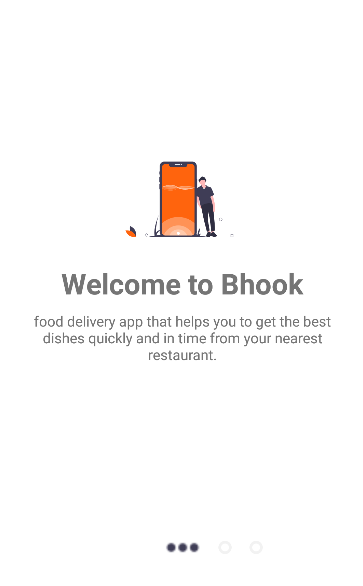 Welcome to Bhook
food delivery app that helps you to get the best
dishes quickly and in time from your nearest
restaurant.